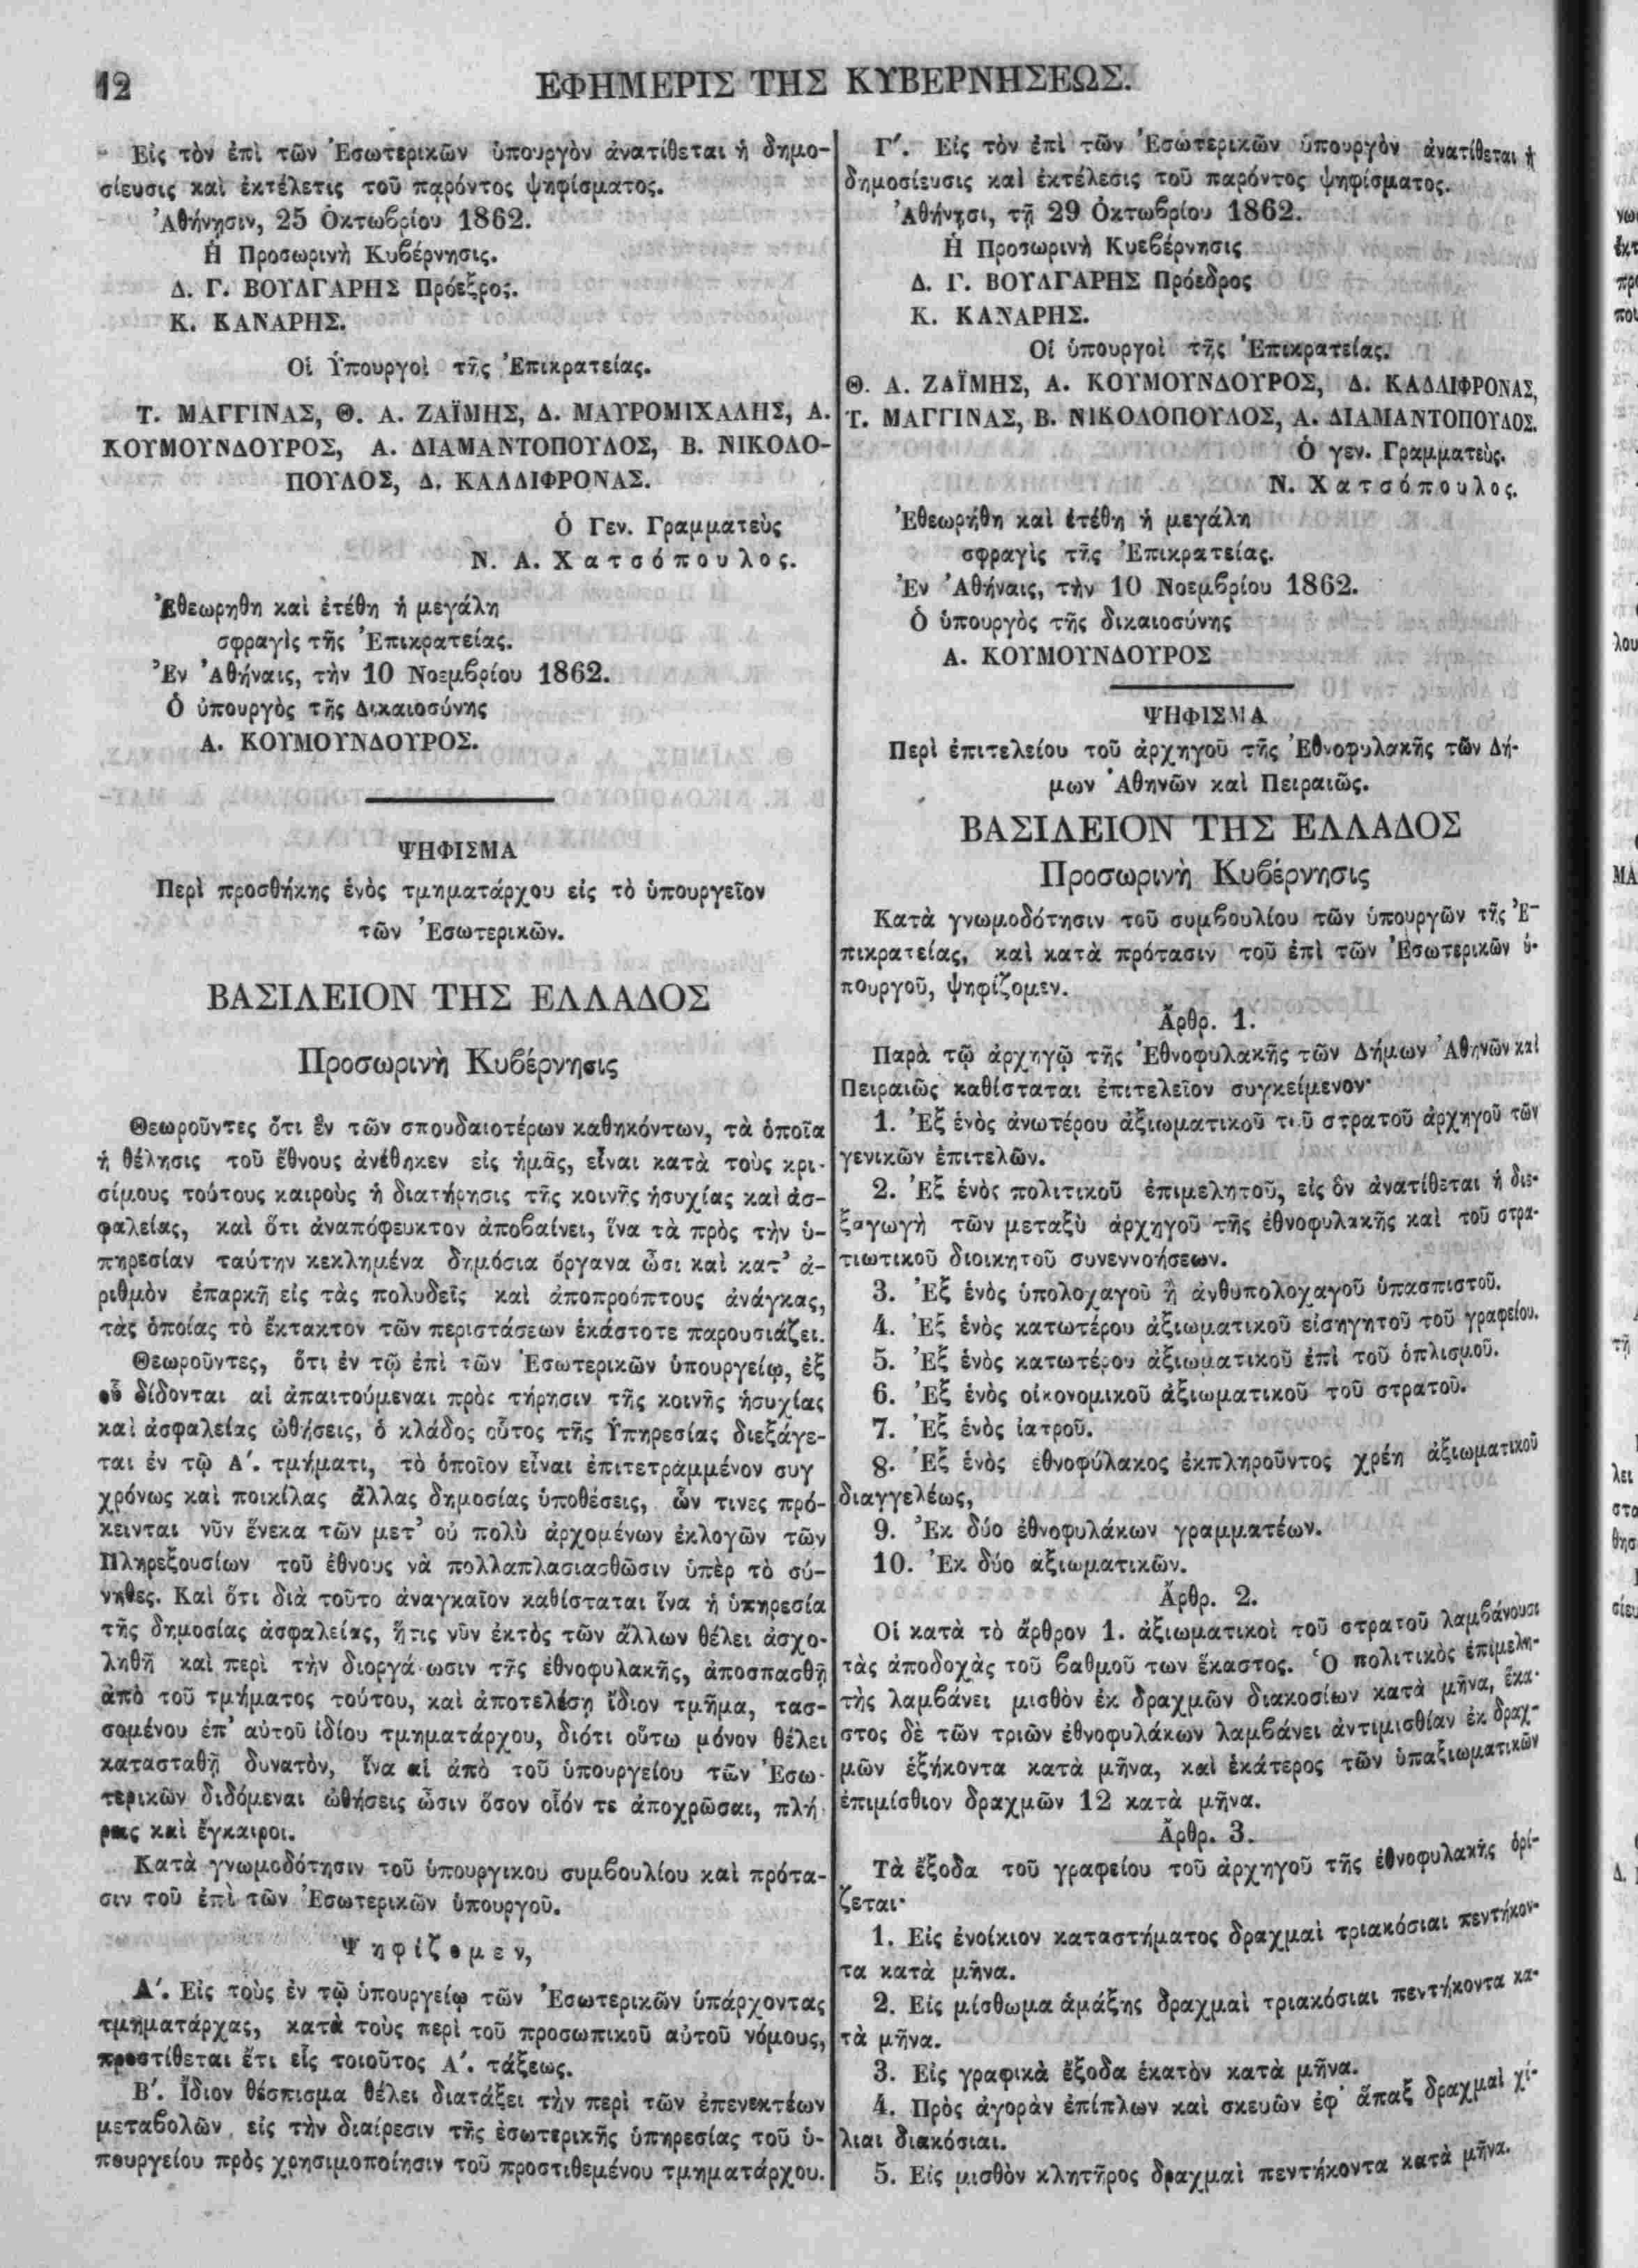 12
ΕΦΗΜΕΡΙΣ ΤΗΣ ΚΥΒΕΡΝΗΣΕΩΣ.
Εἰς τὸν ἐπὶ τῶν Ἐσωτερικῶν ὑπουργὸν ἀνατίθεται ἡ δημο-
σίευσις καὶ ἐκτέλετις τοῦ παρόντος ψηφίσματος.
Ἀθήνησιν, 25 Ὀκτωβρίου 1862.
Ἡ Προσωρινὴ Κυβέρνησις.
Δ. Γ. ΒΟΥΛΓΑΡΗΣ Πρόεξρος.
Κ. ΚΑΝΑΡΗΣ.
Οἱ Ὑπουργοὶ τῆς Ἐπικρατείας.
Τ. ΜΑΓΓΙΝΑΣ, Θ. Α. ΖΑΪΜΗΣ, Δ. ΜΑΥΡΟΜΙΧΑΛΗΣ, Α.
ΚΟΥΜΟΥΝΔΟΥΡΟΣ, Α. ΔΙΑΜΑΝΤΟΠΟΥΛΟΣ, Β. ΝΙΚΟΛΟ-
ΠΟΥΛΟΣ, Δ. ΚΑΛΛΙΦΡΟΝΑΣ.
Ὁ Γεν. Γραμματεὺς
Ν. Α. Χατσόπουλος.
Ἐθεωρηθη καὶ ἐτέθη ἡ μεγάλη
σφραγὶς τῆς Ἐπικρατείας.
Ἐν Ἀθήναις, τὴν 10 Νοεμβρίου 1862.
Ὁ ὑπουργὸς τῆς Δικαιοσύνης
Α. ΚΟΥΜΟΥΝΔΟΥΡΟΣ.
ΨΗΦΙΣΜΑ
Περὶ προσθήκης ἑνὸς τμηματάρχου εἰς τὸ ὑπουργεῖον
τῶν Ἐσωτερικῶν.
ΒΑΣΙΛΕΙΟΝ ΤΗΣ ΕΛΛΑΔΟΣ
Προσωρινὴ Κυβέρνησις
Θεωροῦντες ὅτι ἓν τῶν σπουδαιοτέρων καθηκόντων, τὰ ὁποῖα
ἡ θέλησις τοῦ ἔθνους ἀνέθηκεν εἰς ἡμᾶς, εἶναι κατὰ τοὺς κρι-
σίμους τούτους καιροὺς ἡ διατήρησις τῆς κοινῆς ἡσυχίας καὶ ἀσ-
φαλείας, καὶ ὅτι ἀναπόφευκτον ἀποβαίνει, ἵνα τὰ πρὸς τὴν ὑ-
πηρεσίαν ταύτην κεκλημένα δημόσια ὄργανα ὦσι καὶ κατ' ἀ-
ριθμὸν ἐπαρκῆ εἰς τὰς πολυδεῖς καὶ ἀποπροόπτους ἀνάγκας,
τὰς ὁποίας τὸ ἔκτακτον τῶν περιστάσεων ἑκάστοτε παρουσιάζει.
Θεωροῦντες, ὅτι ἐν τῷ ἐπὶ τῶν Ἐσωτερικῶν ὑπουργείῳ, ἐξ
οὗ δίδονται αἱ ἀπαιτούμεναι πρὸς τήρησιν τῆς κοινῆς ἡσυχίας
καὶ ἀσφαλείας ὠθήσεις, ὁ κλάδος οὗτος τῆς Ὑπηρεσίας διεξάγε-
ται ἐν τῷ Α΄. τμήματι, τὸ ὁποῖον εἶναι ἐπιτετραμμένον συγ
χρόνως καὶ ποικίλας ἄλλας δημοσίας ὑποθέσεις, ὧν τινες πρό-
κεινται νῦν ἕνεκα τῶν μετ' οὐ πολὺ ἀρχομένων ἐκλογῶν τῶν
Πληρεξουσίων τοῦ ἔθνους νὰ πολλαπλασιασθῶσιν ὑπὲρ τὸ σύ-
νηθες. Καὶ ὅτι διὰ τοῦτο ἀναγκαῖον καθίσταται ἵνα ἡ ὑπηρεσία
τῆς δημοσίας ἀσφαλείας, ἥτις νῦν ἐκτὸς τῶν ἄλλων θέλει ἀσχο-
ληθῆ καὶ περὶ τὴν διοργά ωσιν τῆς ἐθνοφυλακῆς, ἀποσπασθῇ
ἀπὸ τοῦ τμήματος τούτου, καὶ ἀποτελέσῃ ἴδιον τμῆμα, τασ-
σομένου ἐπ' αὐτοῦ ἰδίου τμηματάρχου, διότι οὕτω μόνον θέλει
κατασταθῆ δυνατὸν, ἵνα αἱ ἀπὸ τοῦ ὑπουργείου τῶν Ἐσω-
τερικῶν διδόμεναι ὠθήσεις ὦσιν ὅσον οἷόν τε ἀποχρῶσαι, πλή
ρεις καὶ ἔγκαιροι.
Κατὰ γνωμοδότησιν τοῦ ὑπουργικου συμβουλίου καὶ πρότα-
σιν τοῦ ἐπὶ τῶν Ἐσωτερικῶν ὑπουργοῦ.
Ψηφίζομεν,
Α΄. Εἰς τοὺς ἐν τῷ ὑπουργείῳ τῶν Ἐσωτερικῶν ὑπάρχοντας
τμηματάρχας, κατὰ τοὺς περὶ τοῦ προσωπικοῦ αὐτοῦ νόμους,
προστίθεται ἔτι εἷς τοιοῦτος Α΄. τάξεως.
Β΄. Ἴδιον θέσπισμα θέλει διατάξει τὴν περὶ τῶν ἐπενεκτέων
μεταβολῶν εἰς τὴν διαίρεσιν τῆς ἐσωτερικῆς ὑπηρεσίας τοῦ ὑ-
πουργείου πρὸς χρησιμοποίησιν τοῦ προστιθεμένου τμηματάρχου.
Γ΄. Εἰς τὸν ἐπὶ τῶν Ἐσωτερικῶν ὑπουργὸν ἀνατίθεται ἡ
δημοσίευσις καὶ ἐκτέλεσις τοῦ παρόντος ψηφίσματος.
Ἀθήνῃσι, τῇ 29 Ὀκτωβρίου 1862.
Ἡ Προσωρινὴ Κυεβέρνησις
Δ. Γ. ΒΟΥΛΓΑΡΗΣ Πρόεδρος
Κ. ΚΑΝΑΡΗΣ.
Οἱ ὑπουργοὶ τῆς Ἐπικρατείας.
Θ. Α. ΖΑΪΜΗΣ, Α. ΚΟΥΜΟΥΝΔΟΥΡΟΣ, Δ. ΚΑΛΛΙΦΡΟΝΑΣ,
Τ. ΜΑΓΓΙΝΑΣ, Β. ΝΙΚΟΛΟΠΟΥΛΟΣ, Α. ΔΙΑΜΑΝΤΟΠΟΥΛΟΣ.
Ὁ γεν. Γραμματεὺς.
Ν. Χατσόπουλος.
Ἐθεωρήθη καὶ ἐτέθη ἡ μεγάλη
σφραγὶς τῆς Ἐπικρατείας.
Ἐν Ἀθήναις, τὴν 10 Νοεμβρίου 1862.
Ὁ ὑπουργὸς τῆς δικαιοσύνης
Α. ΚΟΥΜΟΥΝΔΟΥΡΟΣ
ΨΗΦΙΣΜΑ
Περὶ ἐπιτελείου τοῦ ἀρχηγοῦ τῆς Ἐθνοφυλακῆς τῶν Δή-
μων Ἀθηνῶν καὶ Πειραιῶς.
ΒΑΣΙΛΕΙΟΝ ΤΗΣ ΕΛΛΑΔΟΣ
Προσωρινὴ Κυβέρνησις
Κατὰ γνωμοδότησιν τοῦ συμβουλίου τῶν ὑπουργῶν τῆς Ἐ-
πικρατείας, καὶ κατὰ πρότασιν τοῦ ἐπὶ τῶν Ἐσωτερικῶν ὑ-
πουργοῦ, ψηφίζομεν.
Ἄρθρ. 1.
Παρὰ τῷ ἀρχηγῷ τῆς Ἐθνοφυλακῆς τῶν Δήμων Ἀθηνῶν καὶ
Πειραιῶς καθίσταται ἐπιτελεῖον συγκείμενον·
1. Ἐξ ἑνὸς ἀνωτέρου ἀξιωματικοῦ τοῦ στρατοῦ ἀρχηγοῦ τῶν
γενικῶν ἐπιτελῶν.
2. Ἐξ ἑνὸς πολιτικοῦ ἐπιμελητοῦ, εἰς ὃν ἀνατίθεται ἡ διε-
ξαγωγὴ τῶν μεταξὺ ἀρχηγοῦ τῆς ἐθνοφυλακῆς καὶ τοῦ στρα-
τιωτικοῦ διοικητοῦ συνεννοήσεων.
3. Ἐξ ἑνὸς ὑπολοχαγοῦ ἢ ἀνθυπολοχαγοῦ ὑπασπιστοῦ.
4. Ἐξ ἑνὸς κατωτέρου ἀξιωματικοῦ εἰσηγητοῦ τοῦ γραφείου.
5. Ἐξ ἑνὸς κατωτέρου ἀξιωματικοῦ ἐπὶ τοῦ ὁπλισμοῦ.
6. Ἐξ ἑνὸς οἰκονομικοῦ ἀξιωματικοῦ τοῦ στρατοῦ.
7. Ἐξ ἑνὸς ἰατροῦ.
8. Ἐξ ἑνὸς ἐθνοφύλακος ἐκπληροῦντος χρέη ἀξιωματικοῦ
διαγγελέως,
9. Ἐκ δύο ἐθνοφυλάκων γραμματέων.
10. Ἐκ δύο ἀξιωματικῶν.
Ἄρθρ. 2.
Οἱ κατὰ τὸ ἄρθρον 1. ἀξιωματικοὶ τοῦ στρατοῦ λαμβάνουσι
τὰς ἀποδοχὰς τοῦ βαθμοῦ των ἕκαστος. Ὁ πολιτικὸς ἐπιμελη-
τὴς λαμβάνει μισθὸν ἐκ δραχμῶν διακοσίων κατὰ μῆνα, ἕκα-
στος δὲ τῶν τριῶν ἐθνοφυλάκων λαμβάνει ἀντιμισθίαν ἐκ δραχ-
μῶν ἑξήκοντα κατὰ μῆνα, καὶ ἑκάτερος τῶν ὑπαξιωματικῶν
ἐπιμίσθιον δραχμῶν 12 κατὰ μῆνα.
Ἄρθρ. 3.
Τὰ ἔξοδα τοῦ γραφείου τοῦ ἀρχηγοῦ τῆς ἐθνοφυλακῆς ὁρί-
ζεται·
1. Εἰς ἐνοίκιον καταστήματος δραχμαὶ τριακόσιαι πεντήκον-
τα κατὰ μῆνα.
2. Εἰς μίσθωμα ἁμάξης δραχμαὶ τριακόσιαι πεντήκοντα κα-
τὰ μῆνα.
3. Εἰς γραφικὰ ἔξοδα ἑκατὸν κατὰ μῆνα.
4. Πρὸς ἀγορὰν ἐπίπλων καὶ σκευῶν ἐφ' ἅπαξ δραχμαὶ χί-
λιαι διακόσιαι.
5. Εἰς μισθὸν κλητῆρος δραχμαὶ πεντήκοντα κατὰ μῆνα.